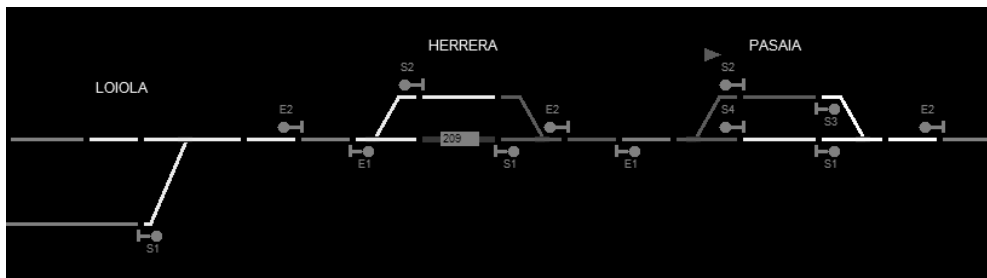 HERRERA
PASAIA
LOIOLA
S2
S2
E2
E2
S4
S3
E2
209
E1
S1
E1
S1
S1